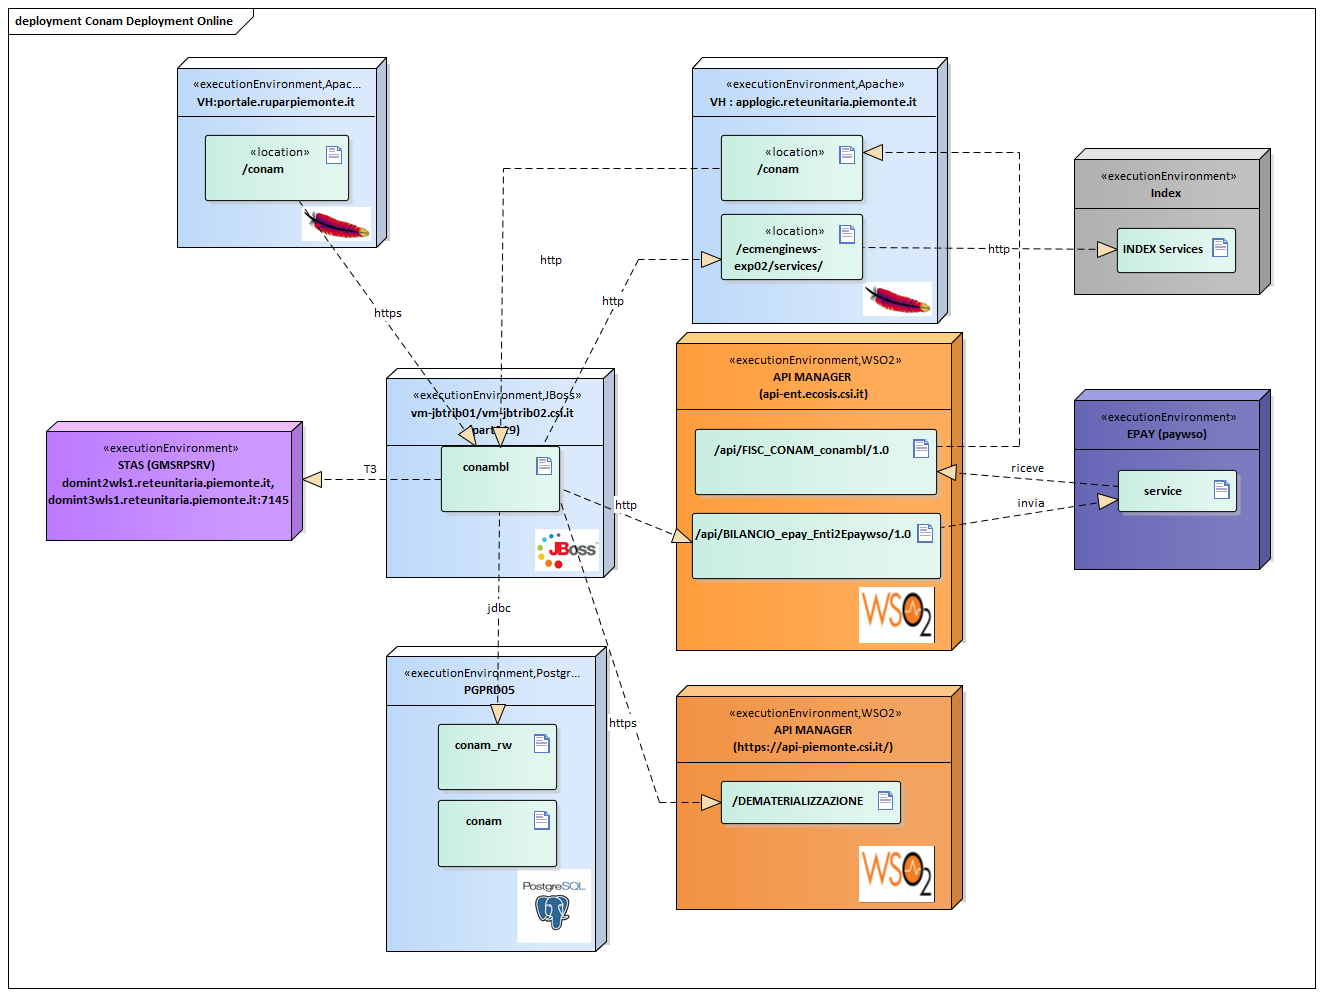 deployment Conam Deployment Online
«executionEnvironment,Apac...
VH:portale.ruparpiemonte.it
«location»
/conam
«executionEnvironment,Apache»
VH : applogic.reteunitaria.piemonte.it
«location»
/conam
«location»
/ecmenginews-
exp02/services/
«executionEnvironment»
Index
INDEX Services
http
http
http
https
«executionEnvironment,WSO2»
API MANAGER
(api-ent.ecosis.csi.it)
/api/FISC_CONAM_conambl/1.0
/api/BILANCIO_epay_Enti2Epaywso/1.0
WSO2
«executionEnvironment,JBoss»
vm-jbtrib01/vm-jbtrib02.csi.it
conambl
JBoss
«executionEnvironment»
EPAY (paywso)
service
riceve
invia
«executionEnvironment»
STAS (GMSRPSRV)
domint2wls1.reteunitaria.piemonte.it,
domint3wls1.reteunitaria.piemonte.it:7145
T3
http
jdbc
https
«executionEnvironment,Postgr...
PGPRD05
conam_rw
conam
PostgreSQL
«executionEnvironment,WSO2»
API MANAGER
(https://api-piemonte.csi.it/)
/DEMATERIALIZZAZIONE
WSO2